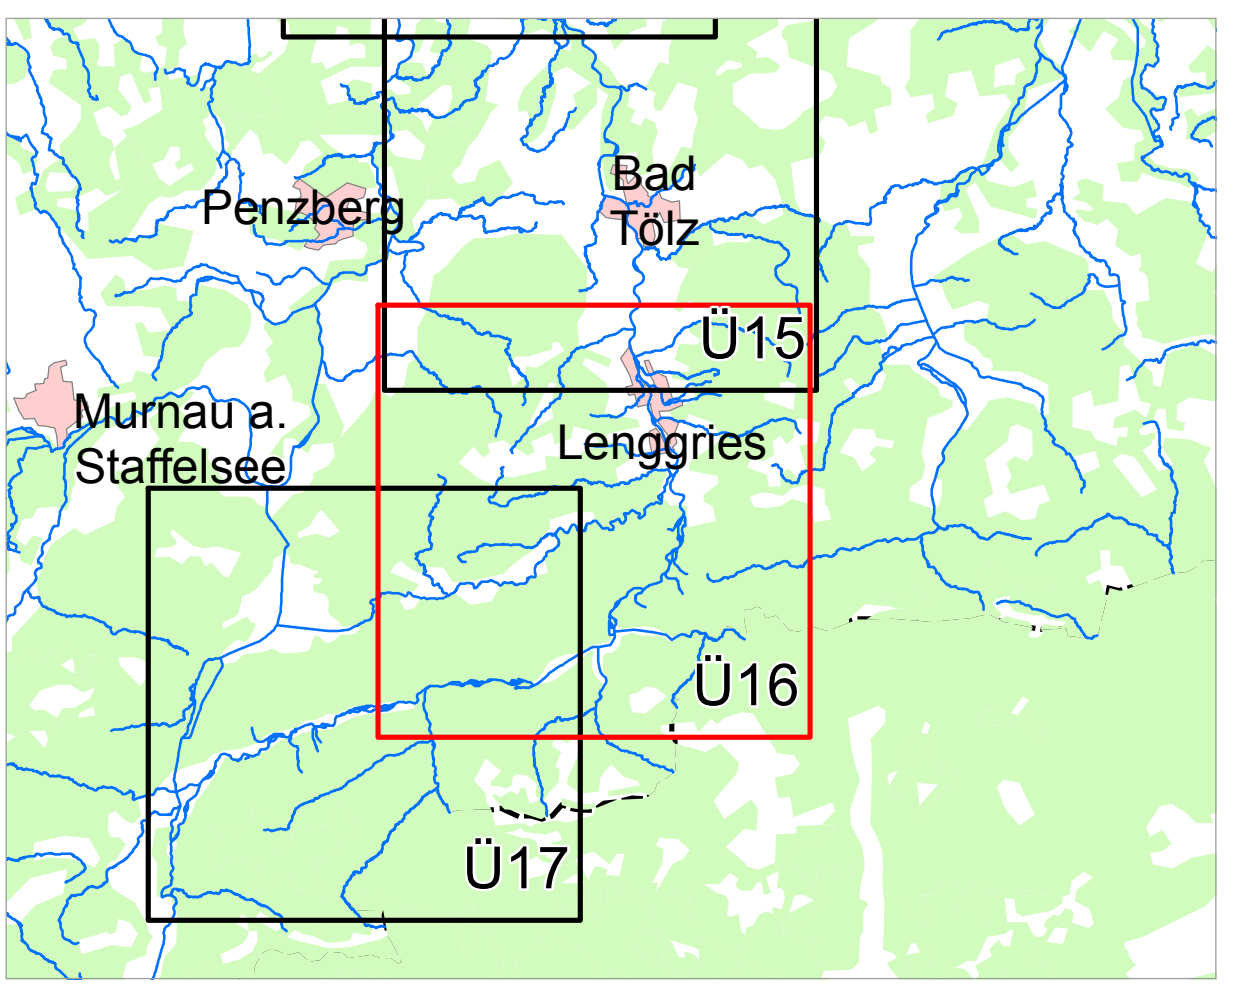 Bad
Tölz
Penzberg
Ü15
Murnau a.
Staffelsee
Lenggries
Ü16
Ü17